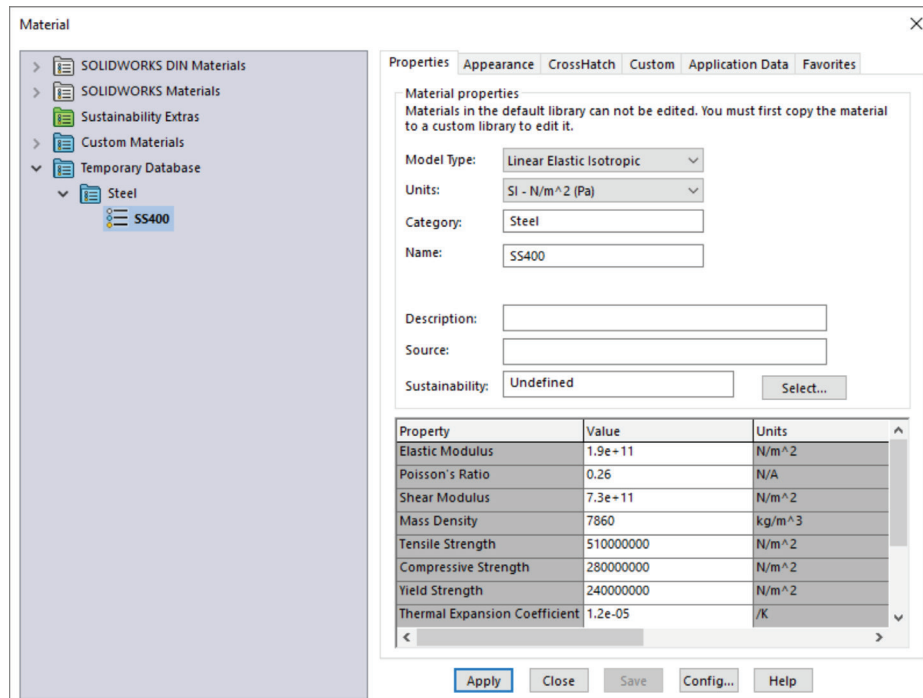 Material
SOLIDWORKS DIN Materials
SOLIDWORKS Materials
Sustainability Extras
Custom Materials
Temporary Database
Steel
SS400
Properties Appearance CrossHatch Custom Application Data Favorites
Material properties
Materials in the default library can not be edited. You must first copy the material
to a custom library to edit it.
Model Type: Linear Elastic Isotropic
Units: SI - N/m^2 (Pa)
Category: Steel
Name: SS400
Description:
Source:
Sustainability: Undefined Select...
Property Value Units
Elastic Modulus 1.9e+11 N/m^2
Poisson's Ratio 0.26 N/A
Shear Modulus 7.3e+11 N/m^2
Mass Density 7860 kg/m^3
Tensile Strength 510000000 N/m^2
Compressive Strength 280000000 N/m^2
Yield Strength 240000000 N/m^2
Thermal Expansion Coefficient 1.2e-05 /K
Apply Close Save Config... Help